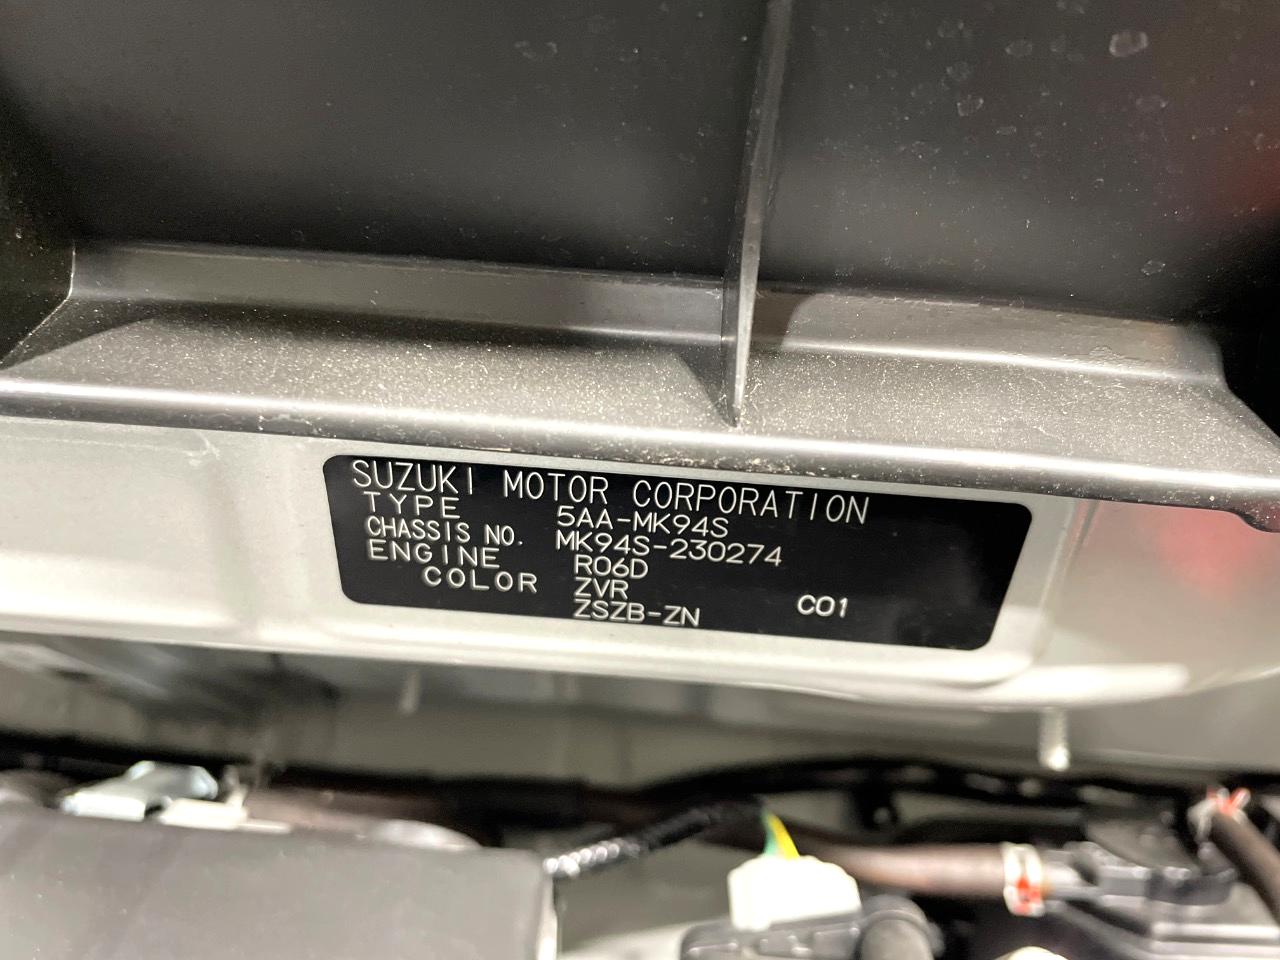 SUZUKI MOTOR CORPORATION
TYPE 5AA-MK94S
CHASSIS NO. MK94S-230274
ENGINE R06D
COLOR ZVR C01
ZSZB-ZN